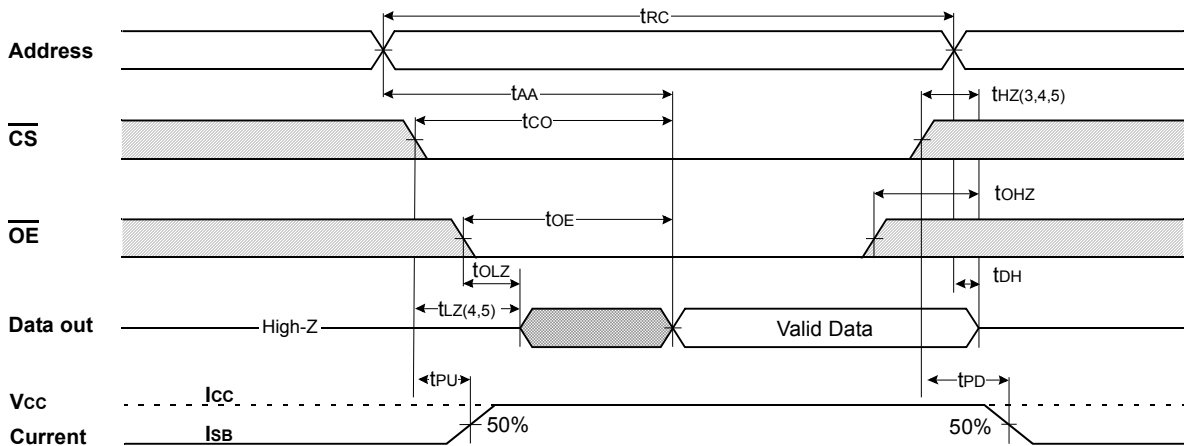 tRC
Address
tAA
tHZ(3,4,5)
CS
tCO
tOHZ
OE
tOE
tOLZ
tDH
tLZ(4,5)
Data out
High-Z
Valid Data
tPU
tPD
VCC
ICC
50%
50%
Current
ISB